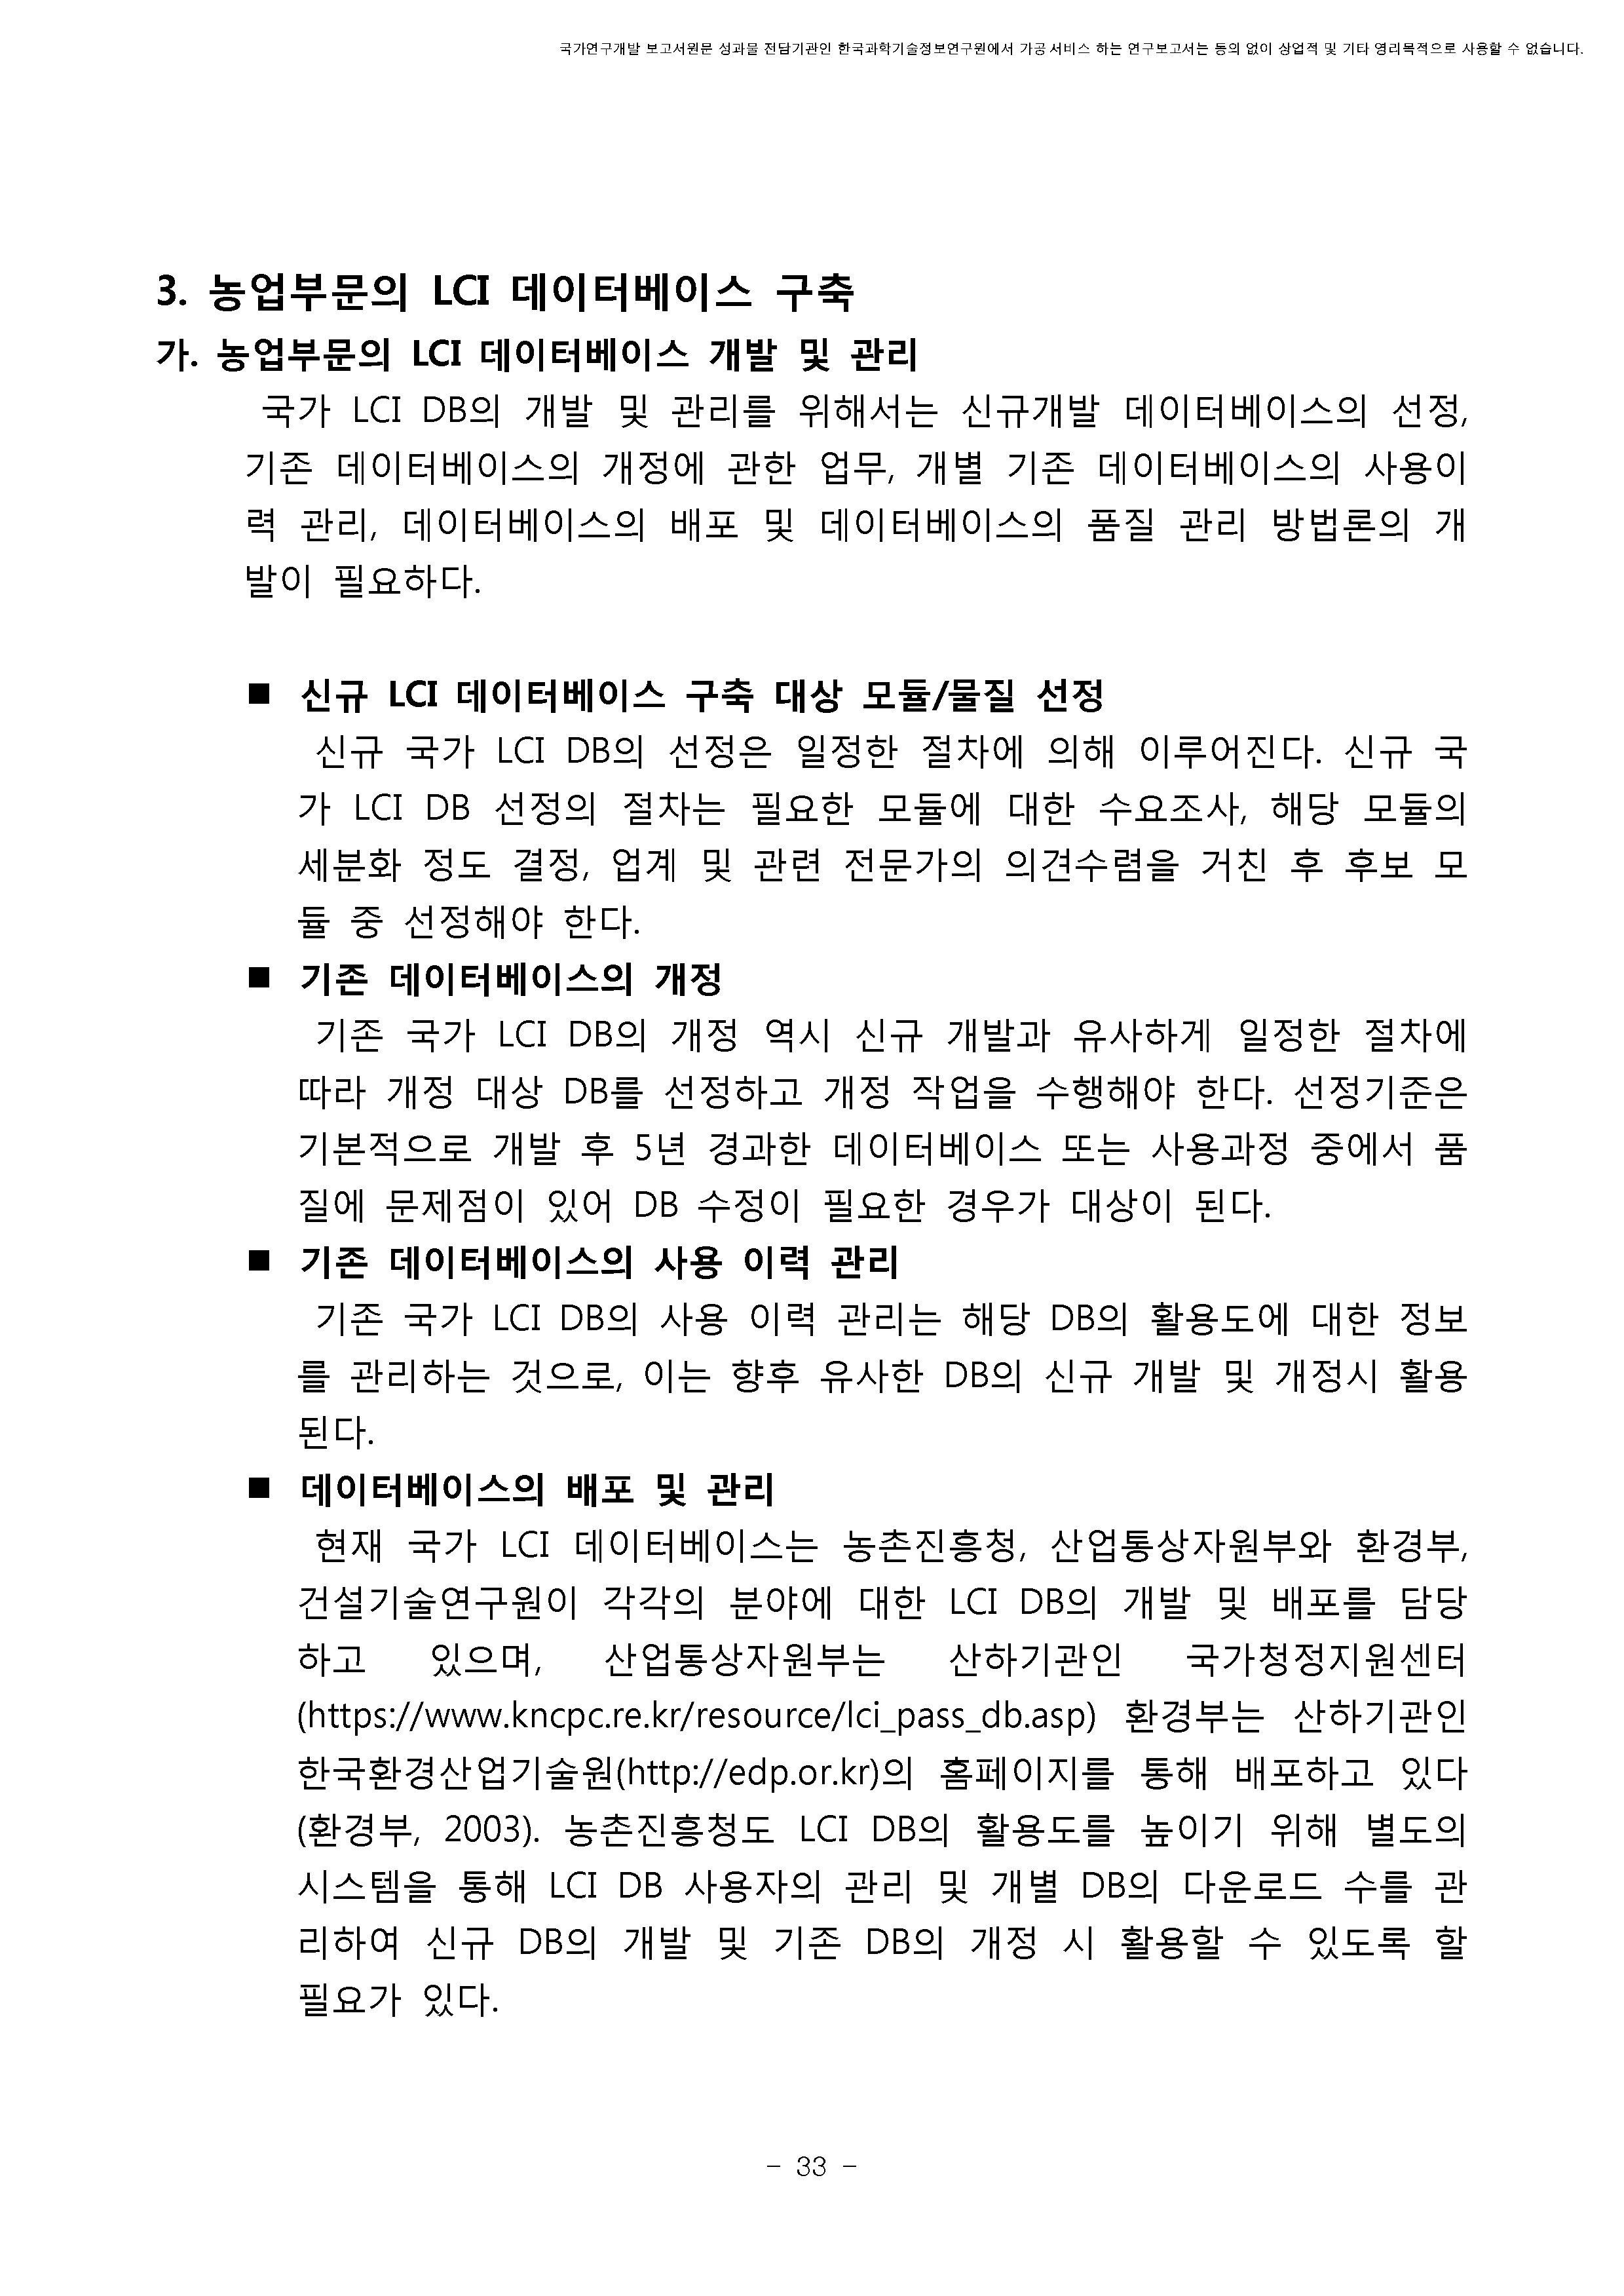 국가연구개발 보고서원문 성과물 전담기관인 한국과학기술정보연구원에서 가공·서비스 하는 연구보고서는 동의 없이 상업적 및 기타 영리목적으로 사용할 수 없습니다.
3. 농업부문의 LCI 데이터베이스 구축
가. 농업부문의 LCI 데이터베이스 개발 및 관리
국가 LCI DB의 개발 및 관리를 위해서는 신규개발 데이터베이스의 선정,
기존 데이터베이스의 개정에 관한 업무, 개별 기존 데이터베이스의 사용이
력 관리, 데이터베이스의 배포 및 데이터베이스의 품질 관리 방법론의 개
발이 필요하다.
■ 신규 LCI 데이터베이스 구축 대상 모듈/물질 선정
신규 국가 LCI DB의 선정은 일정한 절차에 의해 이루어진다. 신규 국
가 LCI DB 선정의 절차는 필요한 모듈에 대한 수요조사, 해당 모듈의
세분화 정도 결정, 업계 및 관련 전문가의 의견수렴을 거친 후 후보 모
듈 중 선정해야 한다.
■ 기존 데이터베이스의 개정
기존 국가 LCI DB의 개정 역시 신규 개발과 유사하게 일정한 절차에
따라 개정 대상 DB를 선정하고 개정 작업을 수행해야 한다. 선정기준은
기본적으로 개발 후 5년 경과한 데이터베이스 또는 사용과정 중에서 품
질에 문제점이 있어 DB 수정이 필요한 경우가 대상이 된다.
■ 기존 데이터베이스의 사용 이력 관리
기존 국가 LCI DB의 사용 이력 관리는 해당 DB의 활용도에 대한 정보
를 관리하는 것으로, 이는 향후 유사한 DB의 신규 개발 및 개정시 활용
된다.
■ 데이터베이스의 배포 및 관리
현재 국가 LCI 데이터베이스는 농촌진흥청, 산업통상자원부와 환경부,
건설기술연구원이 각각의 분야에 대한 LCI DB의 개발 및 배포를 담당
하고 있으며, 산업통상자원부는 산하기관인 국가청정지원센터
(https://www.kncpc.re.kr/resource/lci_pass_db.asp) 환경부는 산하기관인
한국환경산업기술원(http://edp.or.kr)의 홈페이지를 통해 배포하고 있다
(환경부, 2003). 농촌진흥청도 LCI DB의 활용도를 높이기 위해 별도의
시스템을 통해 LCI DB 사용자의 관리 및 개별 DB의 다운로드 수를 관
리하여 신규 DB의 개발 및 기존 DB의 개정 시 활용할 수 있도록 할
필요가 있다.
- 33 -